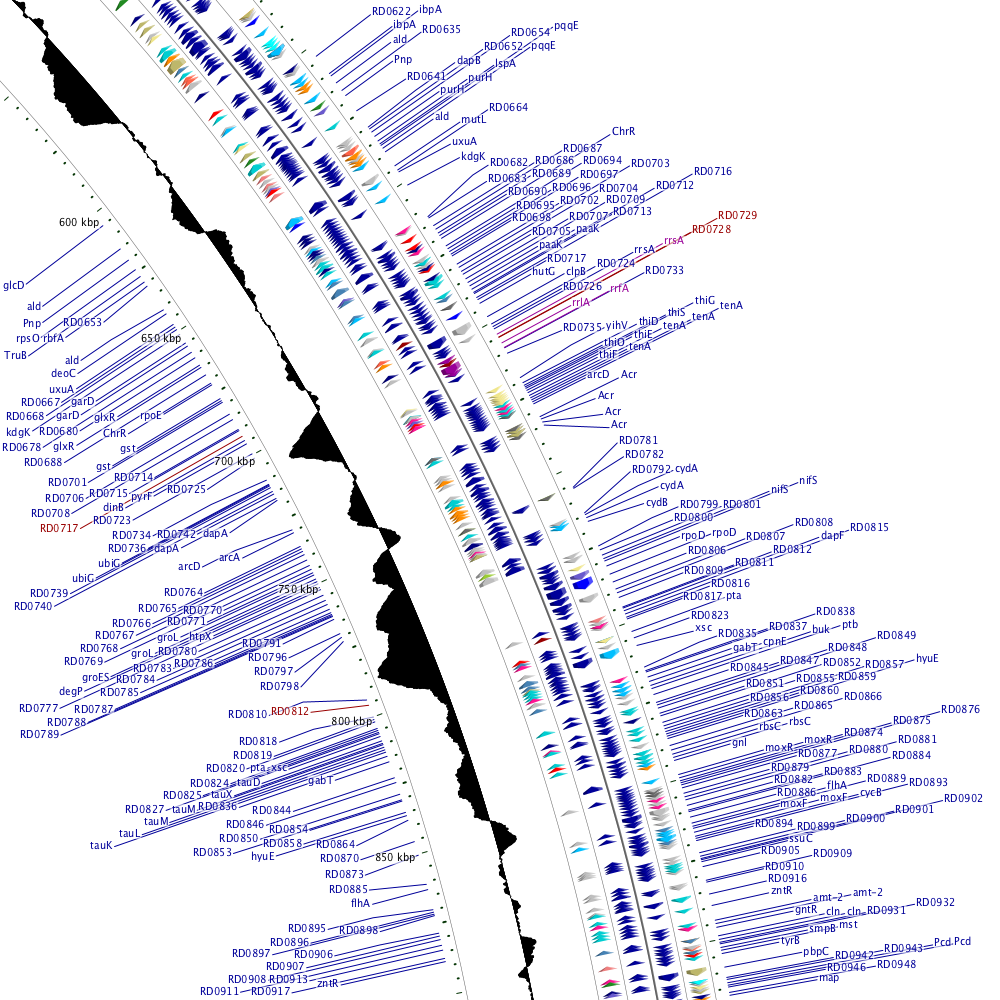 RD0622 ibpA
ibpA
RD0635
ald
RD0654 pqqE
RD0652 pqqE
Pnp
dapB
lspA
RD0641
purH
purH
RD0664
ald
mutL
uxuA
ChrR
kdgK
RD0687
RD0682 RD0686 RD0694 RD0703
RD0683 RD0689 RD0697 RD0716
RD0690 RD0696 RD0704 RD0712
RD0695 RD0702 RD0709
RD0698 RD0707 RD0713 RD0729
RD0705 paaK RD0728
paaK rrsA rrsA
RD0717 RD0724
hutG clpB RD0733
RD0726 rrfA
rrlA
RD0735 yihV thiD thiS thiG tenA
thiO thiE tenA tenA
thiF tenA
arcD Acr
Acr
Acr
Acr
RD0781
RD0782
RD0792 cydA
cydA
cydB
nifS
nifS
RD0799 RD0801
RD0800
rpoD rpoD RD0807 RD0808 RD0815
RD0806 RD0812 dapF
RD0809 RD0811
RD0816
RD0817 pta
RD0823
xsc
RD0838
RD0835 RD0837 buk ptb
gabT cpnF RD0848 RD0849
RD0845 RD0847 RD0852 RD0857 hyuE
RD0851 RD0855 RD0859
RD0856 RD0860 RD0866
RD0863 RD0865
rbsC rbsC RD0875 RD0876
gnl moxR RD0874 RD0881
moxR RD0877 RD0880 RD0884
RD0879 RD0883
RD0882 flhA RD0889 RD0893
RD0886 moxF cycB RD0902
moxF RD0901
RD0894 RD0899 RD0900
ssuC
RD0905 RD0909
RD0910
RD0916
zntR
amt-2 amt-2
gntR cln cln RD0931 RD0932
smpB mst
tyrB
pbpC RD0942 RD0943 Pcd Pcd
RD0946 RD0948
map
600 kbp
glcD
ald
Pnp RD0653
rpsO rbfA
TruB
650 kbp
ald
deoC
uxuA
RD0667 garD
RD0668 garD glxR rpoE
kdgK RD0680 ChrR
RD0678 glxR gst
RD0688 gst
700 kbp
RD0701 RD0714
RD0706 RD0715 pyrF RD0725
RD0708 dinB
RD0717 RD0723
RD0734 RD0742 dapA
RD0736 dapA
ubiG arcD arcA
ubiG
RD0739
RD0740
750 kbp
RD0764
RD0765 RD0770
RD0766 RD0771
RD0767 groL htpX
RD0768 RD0780 RD0791
RD0769 groL RD0786 RD0796
groES RD0783 RD0797
degP RD0784 RD0798
RD0785
RD0777 RD0787
RD0788
RD0789
RD0810 RD0812
800 kbp
RD0818
RD0819
RD0820 pta xsc
RD0824 tauD gabT
RD0825 tauX
RD0827 tauM RD0836 RD0844
tauM
tauL
tauK
RD0846 RD0854
RD0850 RD0858 RD0864
RD0853 hyuE
850 kbp
RD0870
RD0873
RD0885
flhA
RD0895 RD0898
RD0896
RD0897 RD0906
RD0907
RD0908 RD0913 zntR
RD0911 RD0917